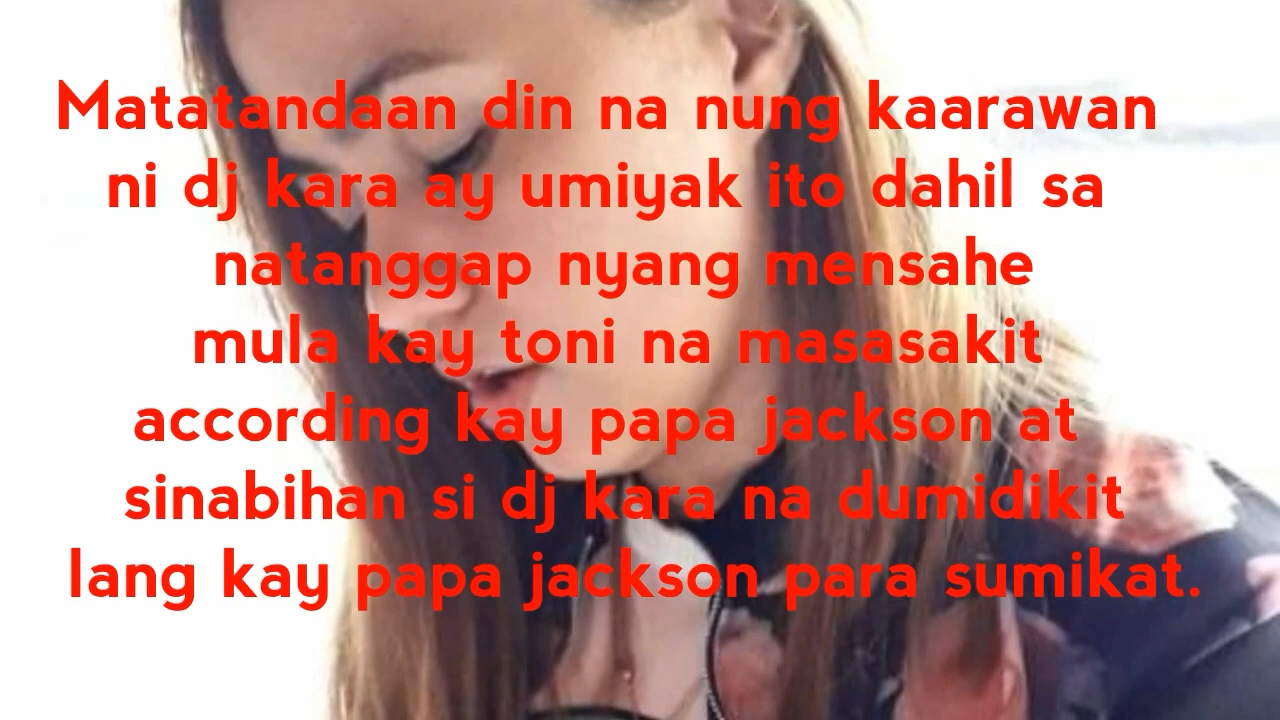 Matatandaan din na nung kaarawan
ni dj kara ay umiyak ito dahil sa
natanggap nyang mensahe
mula kay toni na masasakit
according kay papa jackson at
sinabihan si dj kara na dumidikit
lang kay papa jackson para sumikat.